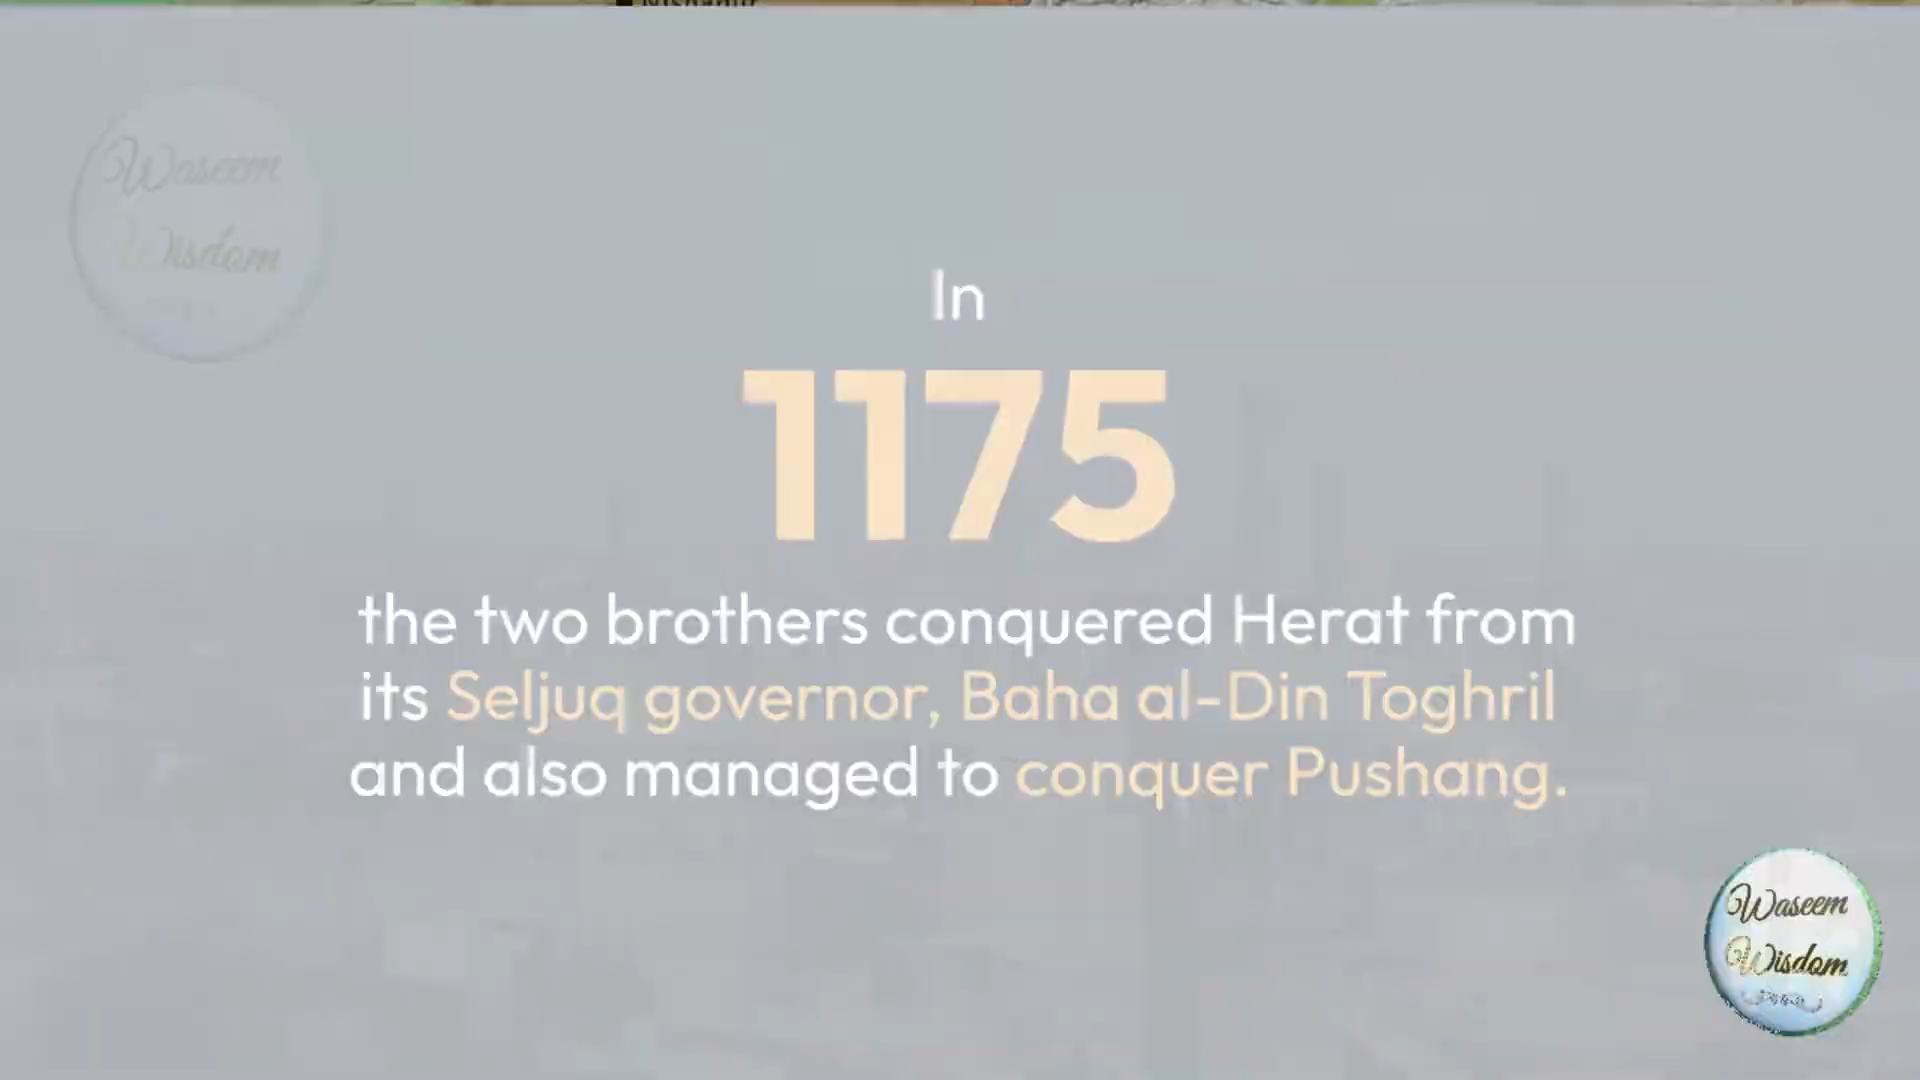 Waseem
Wisdom
In
1175
the two brothers conquered Herat from
its Seljuq governor, Baha al-Din Toghril
and also managed to conquer Pushang.
Waseem
Wisdom